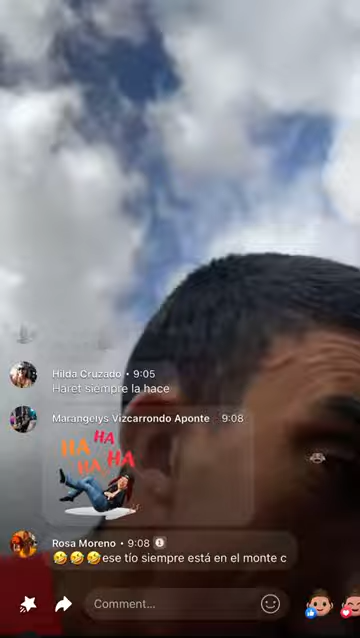 Hilda Cruzado • 9:05
Haret siempre la hace
Marangelys Vizcarrondo Aponte · 9:08
HA HA
HA HA
Rosa Moreno • 9:08
🤣🤣🤣ese tío siempre está en el monte c
Comment...